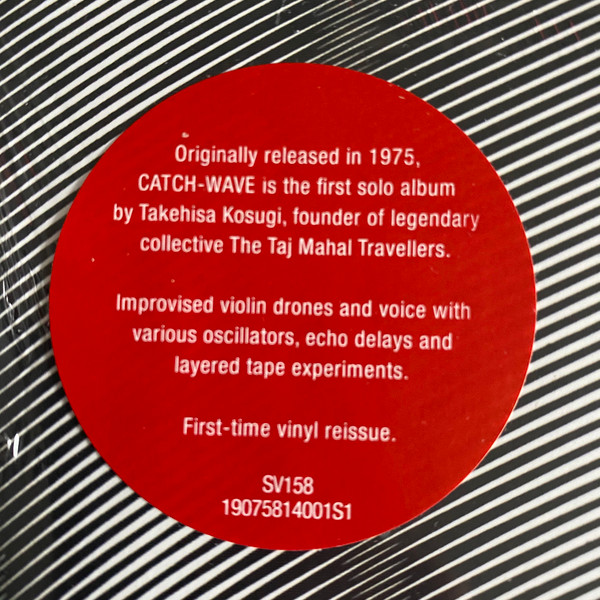 Originally released in 1975,
CATCH-WAVE is the first solo album
by Takehisa Kosugi, founder of legendary
collective The Taj Mahal Travellers.
Improvised violin drones and voice with
various oscillators, echo delays and
layered tape experiments.
First-time vinyl reissue.
SV158
19075814001S1